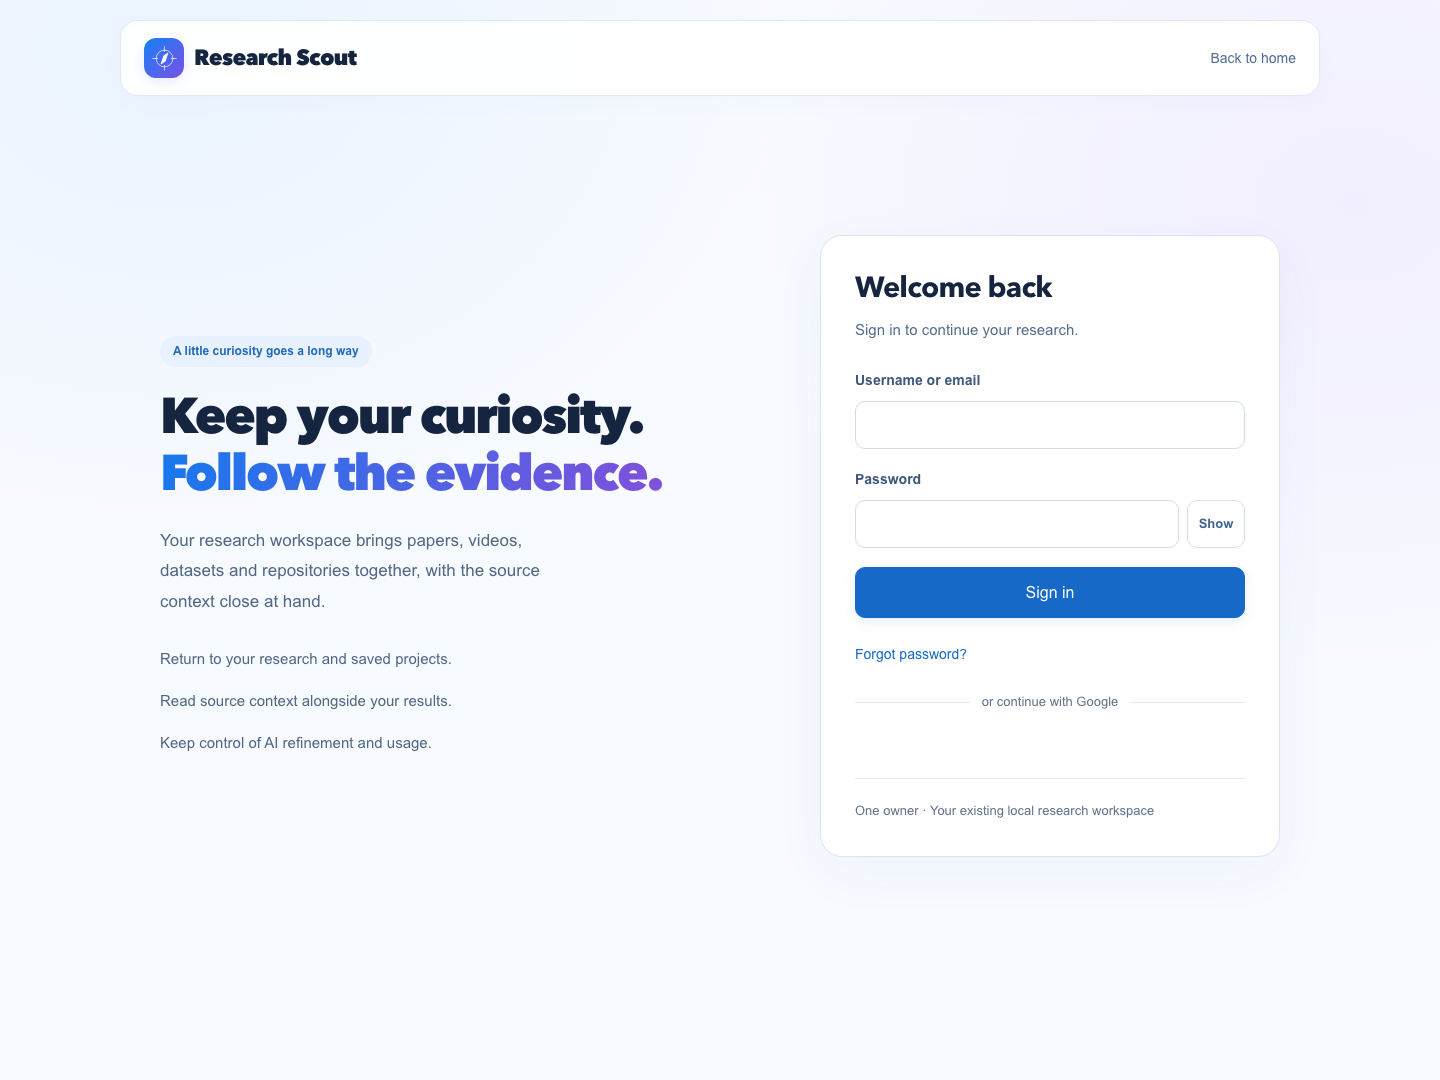 Research Scout
Back to home
A little curiosity goes a long way
Keep your curiosity.
Follow the evidence.
Your research workspace brings papers, videos,
datasets and repositories together, with the source
context close at hand.
Return to your research and saved projects.
Read source context alongside your results.
Keep control of AI refinement and usage.
Welcome back
Sign in to continue your research.
Username or email
Password
Show
Sign in
Forgot password?
or continue with Google
One owner · Your existing local research workspace